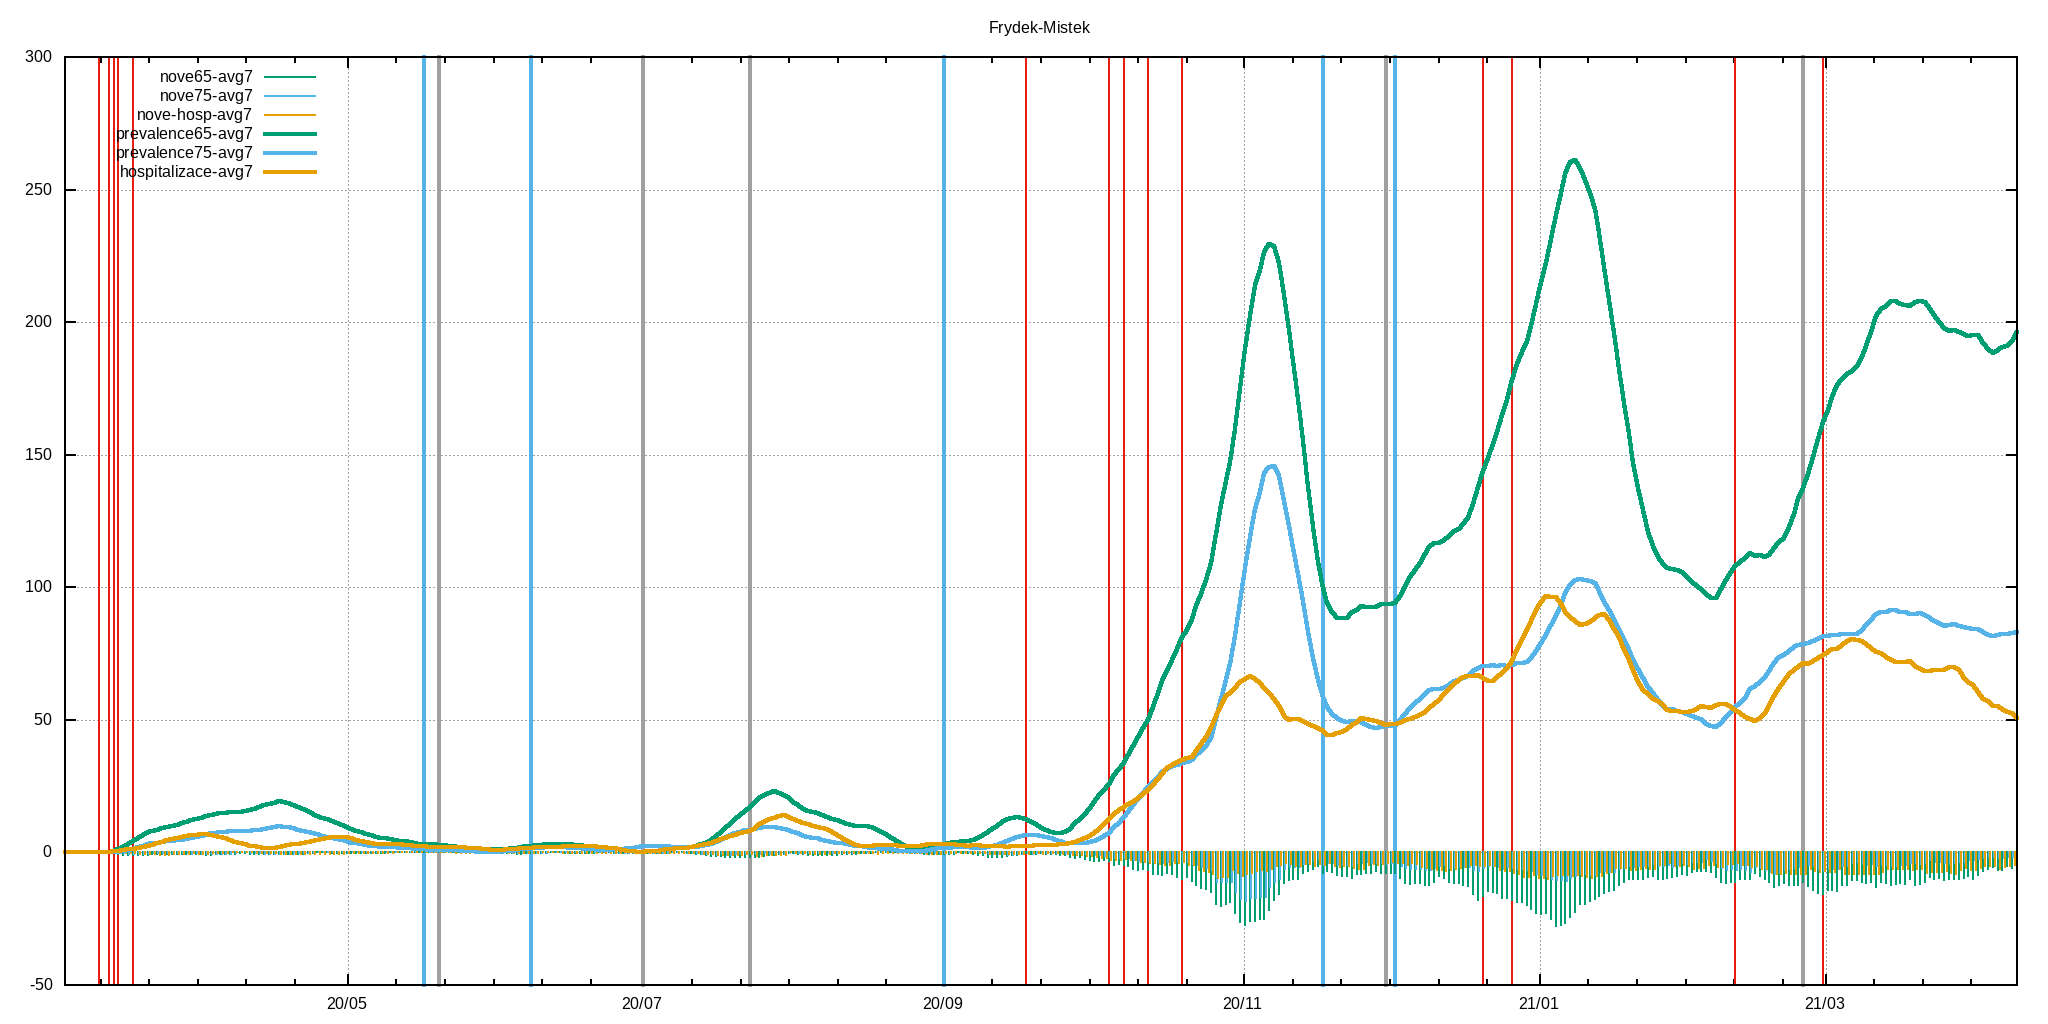 Frydek-Mistek
300
250
200
150
100
50
0
-50
nove65-avg7
nove75-avg7
nove-hosp-avg7
prevalence65-avg7
prevalence75-avg7
hospitalizace-avg7
20/05
20/07
20/09
20/11
21/01
21/03